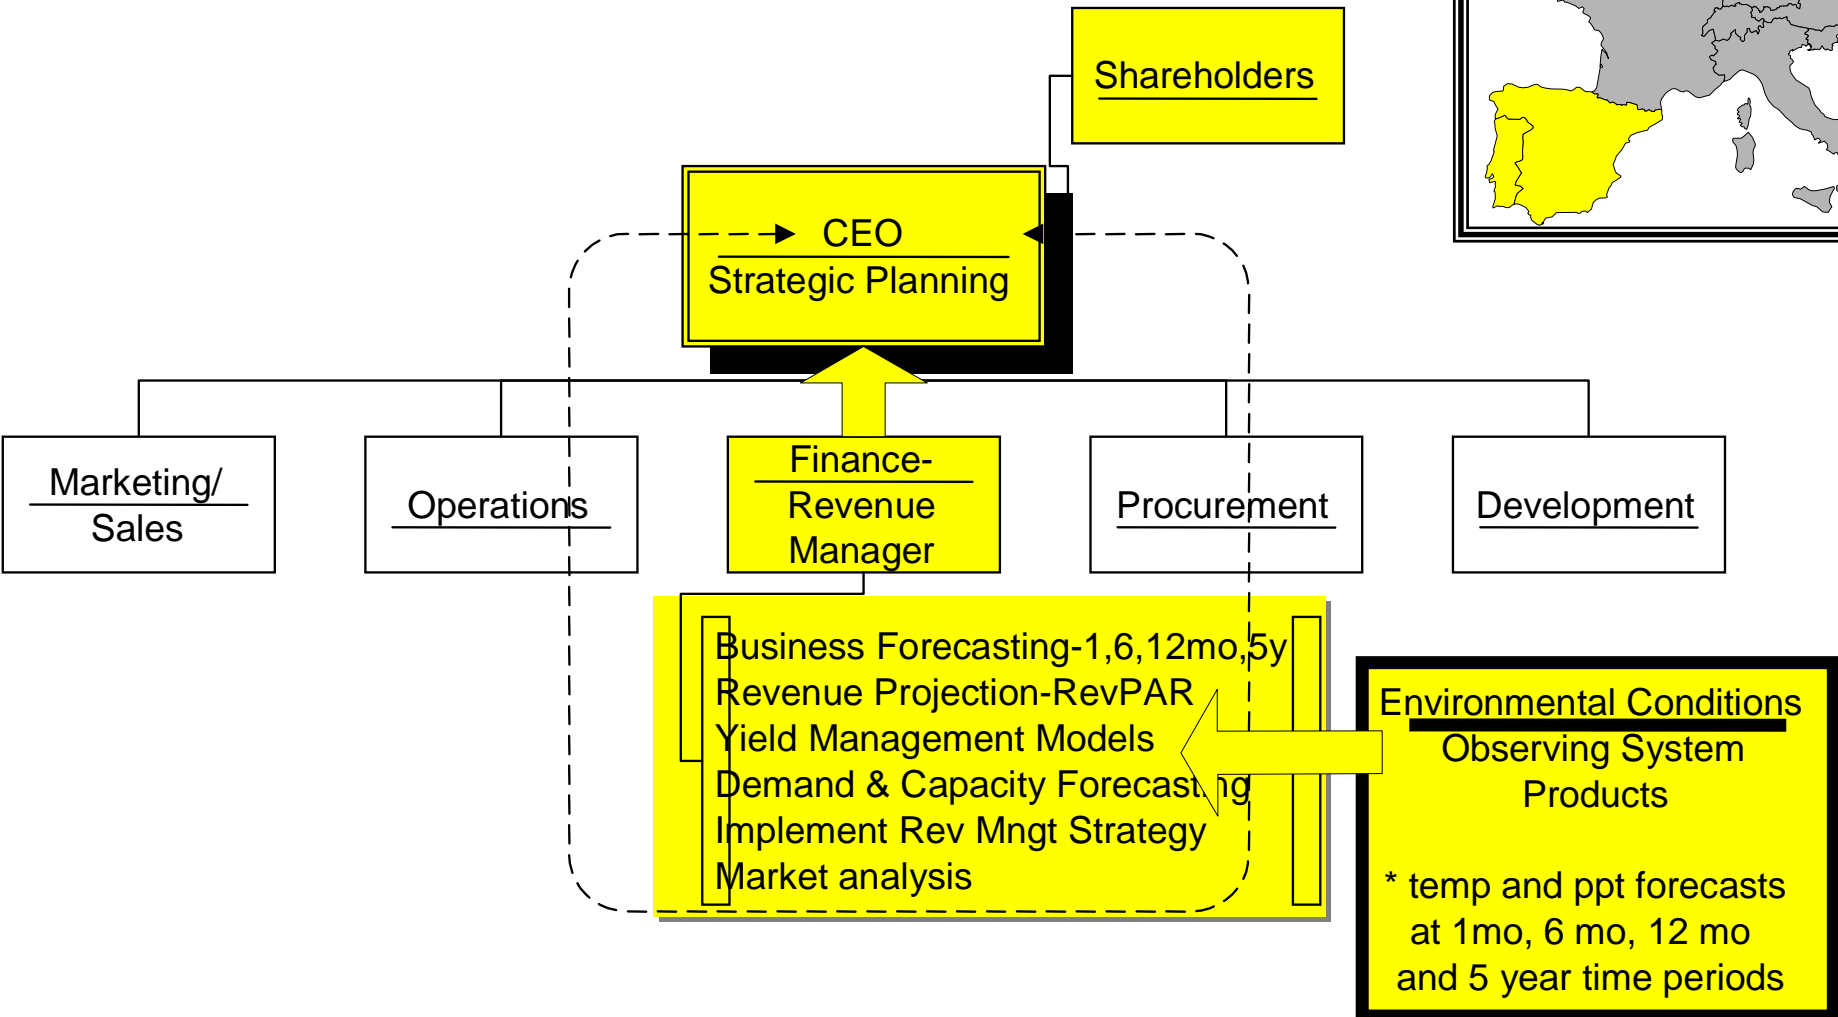 Shareholders
CEO
Strategic Planning
Marketing/
Sales
Operations
Finance-
Revenue
Manager
Procurement
Development
Business Forecasting-1,6,12mo,5y
Revenue Projection-RevPAR
Yield Management Models
Demand & Capacity Forecasting
Implement Rev Mngt Strategy
Market analysis
Environmental Conditions
Observing System
Products
* temp and ppt forecasts
at 1mo, 6 mo, 12 mo
and 5 year time periods